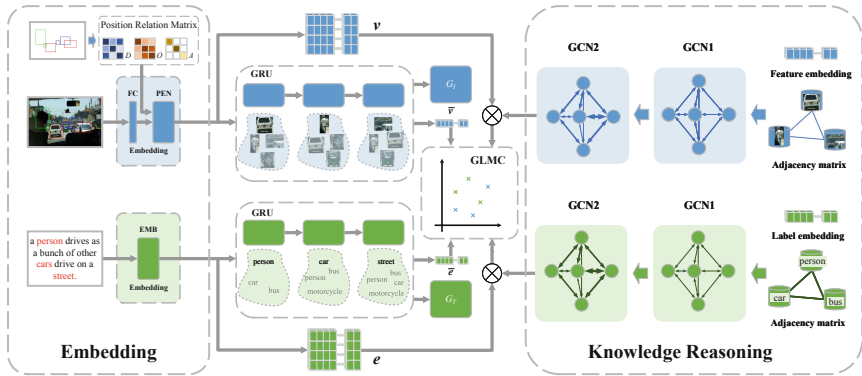 Position Relation Matrix
D
O
A
FC
PEN
Embedding
a person drives as
a bunch of other
cars drive on a
street.
EMB
Embedding
Embedding
v
GRU
G_I
v̅
GLMC
GRU
person
car
bus
car
bus
person
motorcycle
street
bus
person
car
motorcycle
e̅
G_T
e
GCN2
GCN1
Feature embedding
Adjacency matrix
GCN2
GCN1
Label embedding
person
car
bus
Adjacency matrix
Knowledge Reasoning